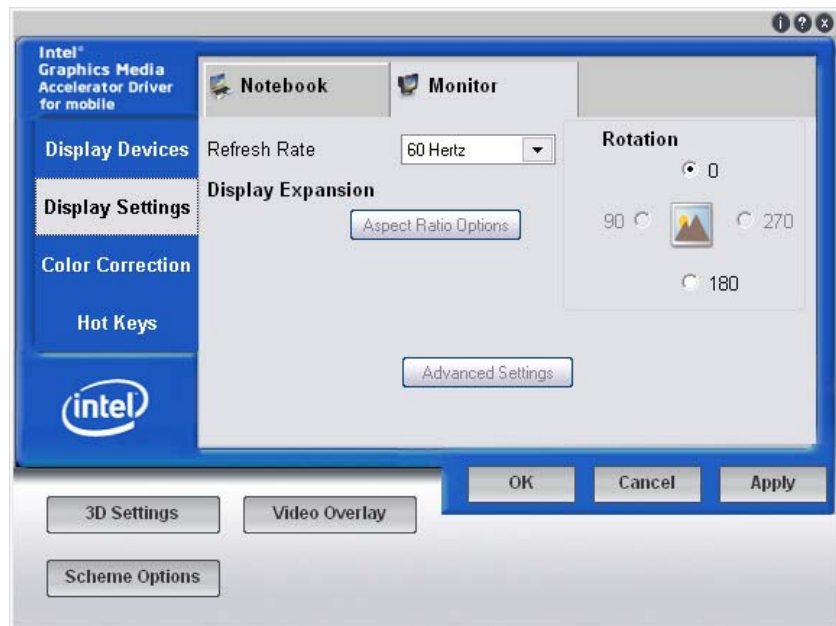 Intel®
Graphics Media
Accelerator Driver
for mobile
Notebook
Monitor
Display Devices
Display Settings
Color Correction
Hot Keys
Refresh Rate
60 Hertz
Display Expansion
Aspect Ratio Options
Rotation
0
90
270
180
Advanced Settings
intel
OK
Cancel
Apply
3D Settings
Video Overlay
Scheme Options